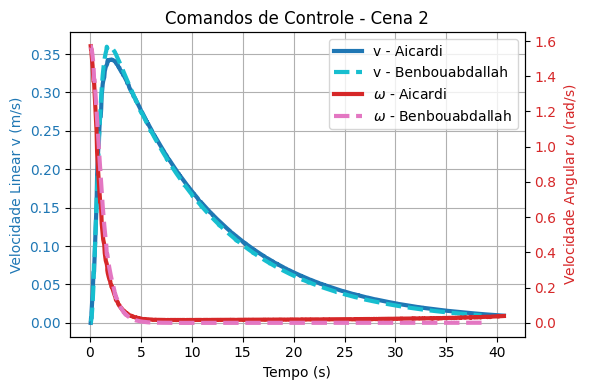 Comandos de Controle - Cena 2
Velocidade Linear v (m/s)
0.35
0.30
0.25
0.20
0.15
0.10
0.05
0.00
v - Aicardi
v - Benbouabdallah
ω - Aicardi
ω - Benbouabdallah
1.6
1.4
1.2
1.0
0.8
0.6
0.4
0.2
0.0
Velocidade Angular ω (rad/s)
0 5 10 15 20 25 30 35 40
Tempo (s)